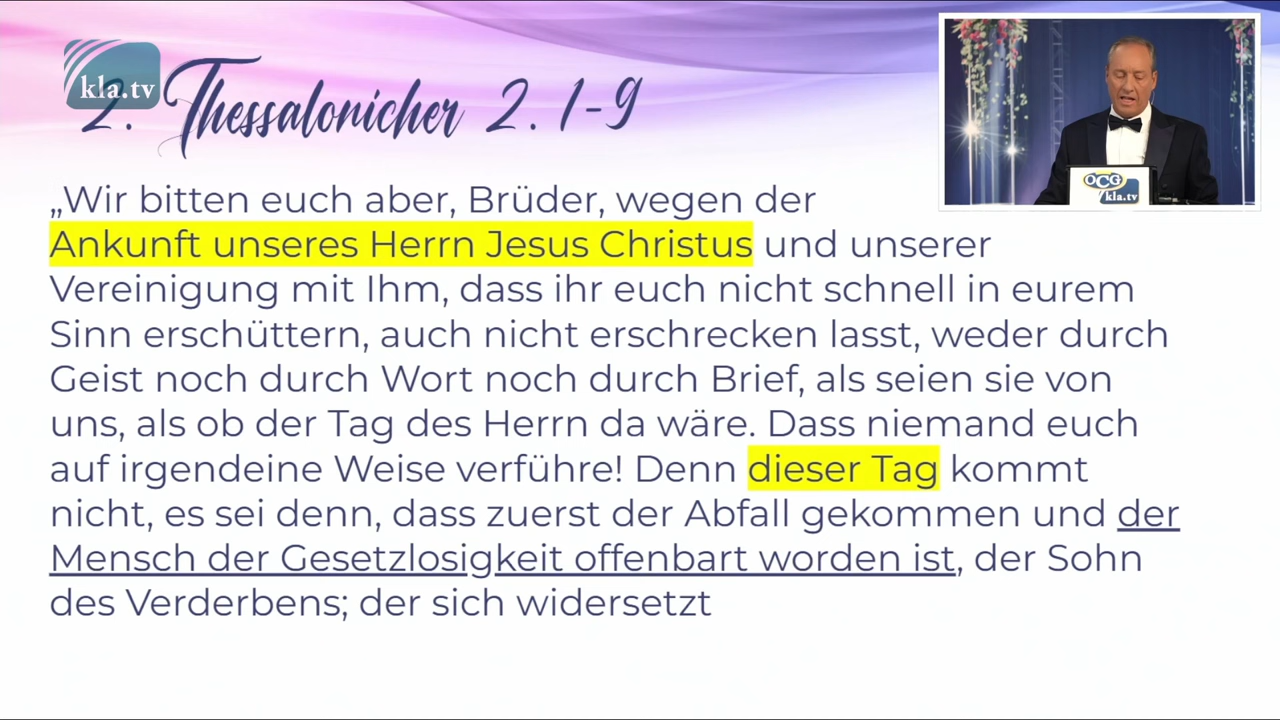 kla.tv
2. Thessalonicher 2. 1-9
„Wir bitten euch aber, Brüder, wegen der
Ankunft unseres Herrn Jesus Christus und unserer
Vereinigung mit Ihm, dass ihr euch nicht schnell in eurem
Sinn erschüttern, auch nicht erschrecken lasst, weder durch
Geist noch durch Wort noch durch Brief, als seien sie von
uns, als ob der Tag des Herrn da wäre. Dass niemand euch
auf irgendeine Weise verführe! Denn dieser Tag kommt
nicht, es sei denn, dass zuerst der Abfall gekommen und der
Mensch der Gesetzlosigkeit offenbart worden ist, der Sohn
des Verderbens; der sich widersetzt
OCG
kla.tv